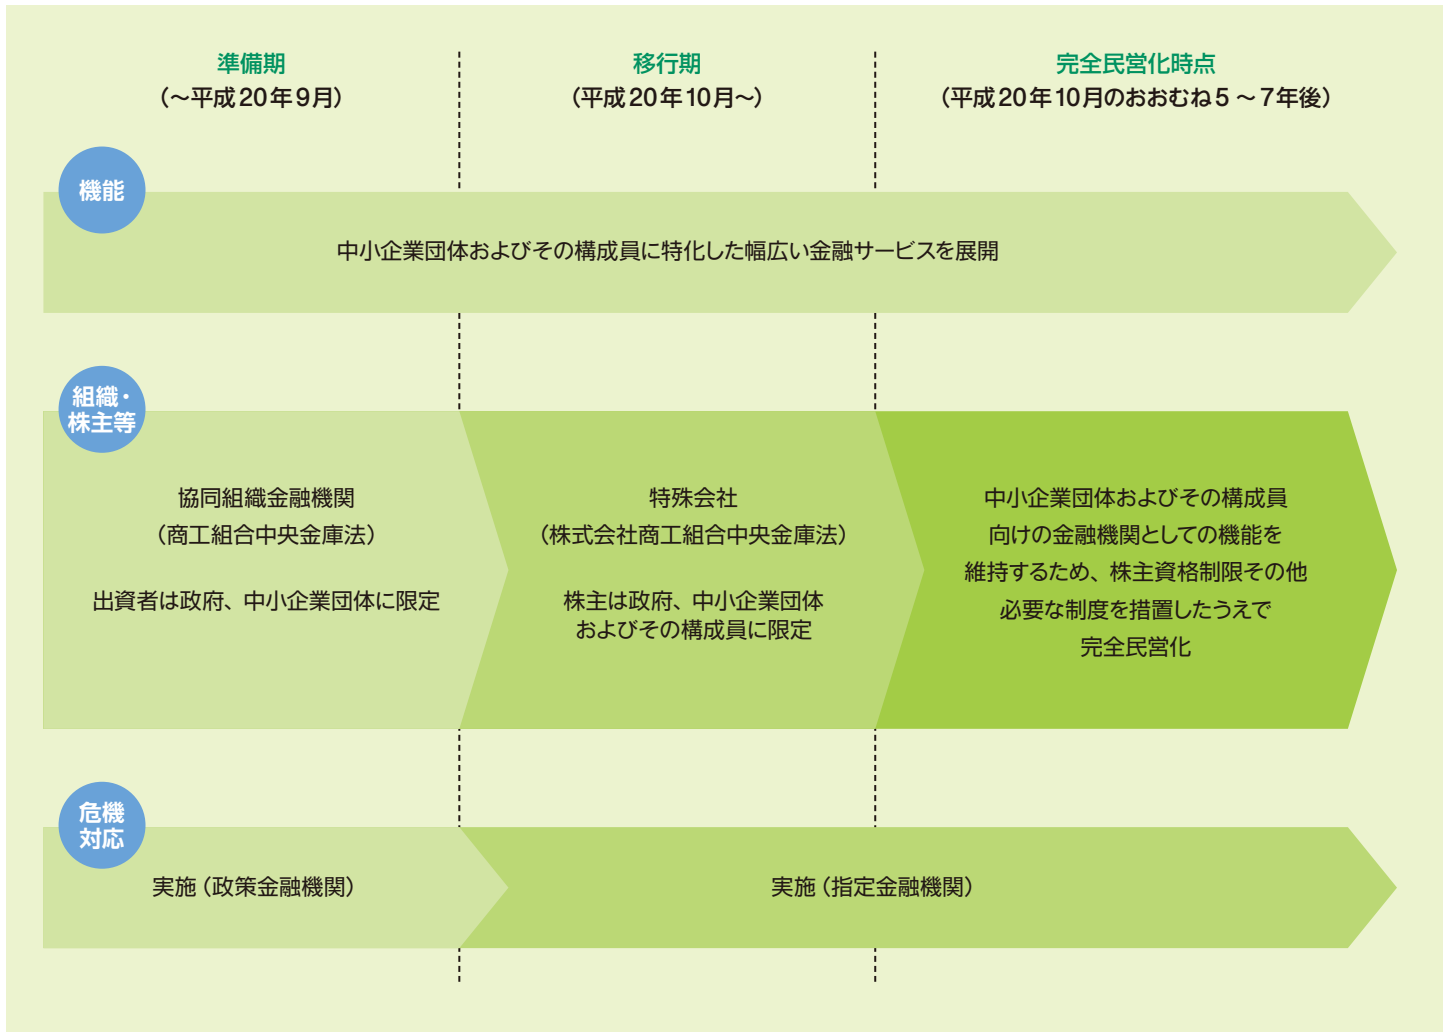 準備期
（～平成20年9月）
移行期
（平成20年10月～）
完全民営化時点
（平成20年10月のおおむね5～7年後）
機能
中小企業団体およびその構成員に特化した幅広い金融サービスを展開
組織・
株主等
協同組織金融機関
（商工組合中央金庫法）
出資者は政府、中小企業団体に限定
特殊会社
（株式会社商工組合中央金庫法）
株主は政府、中小企業団体
およびその構成員に限定
中小企業団体およびその構成員
向けの金融機関としての機能を
維持するため、株主資格制限その他
必要な制度を措置したうえで
完全民営化
危機
対応
実施（政策金融機関）
実施（指定金融機関）